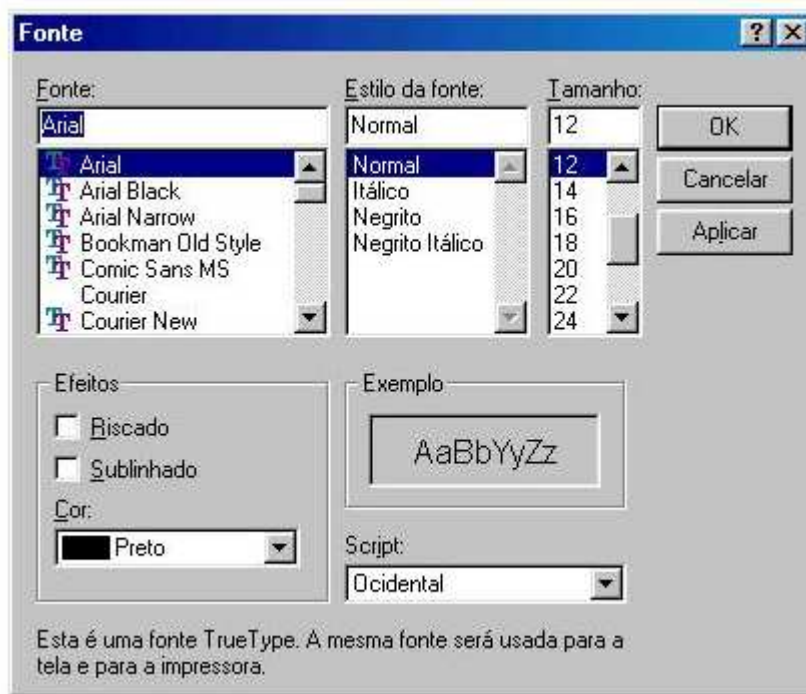 Fonte
Fonte:
Arial
Arial
Arial Black
Arial Narrow
Bookman Old Style
Comic Sans MS
Courier
Courier New
Estilo da fonte:
Normal
Normal
Itálico
Negrito
Negrito Itálico
Tamanho:
12
12
14
16
18
20
22
24
OK
Cancelar
Aplicar
Efeitos
Riscado
Sublinhado
Cor:
Preto
Exemplo
AaBbYyZz
Script:
Ocidental
Esta é uma fonte TrueType. A mesma fonte será usada para a
tela e para a impressora.